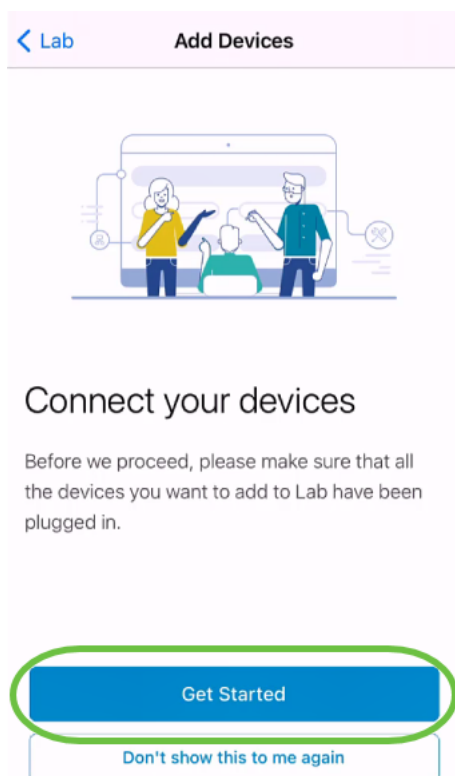 Lab
Add Devices
Connect your devices
Before we proceed, please make sure that all
the devices you want to add to Lab have been
plugged in.
Get Started
Don't show this to me again